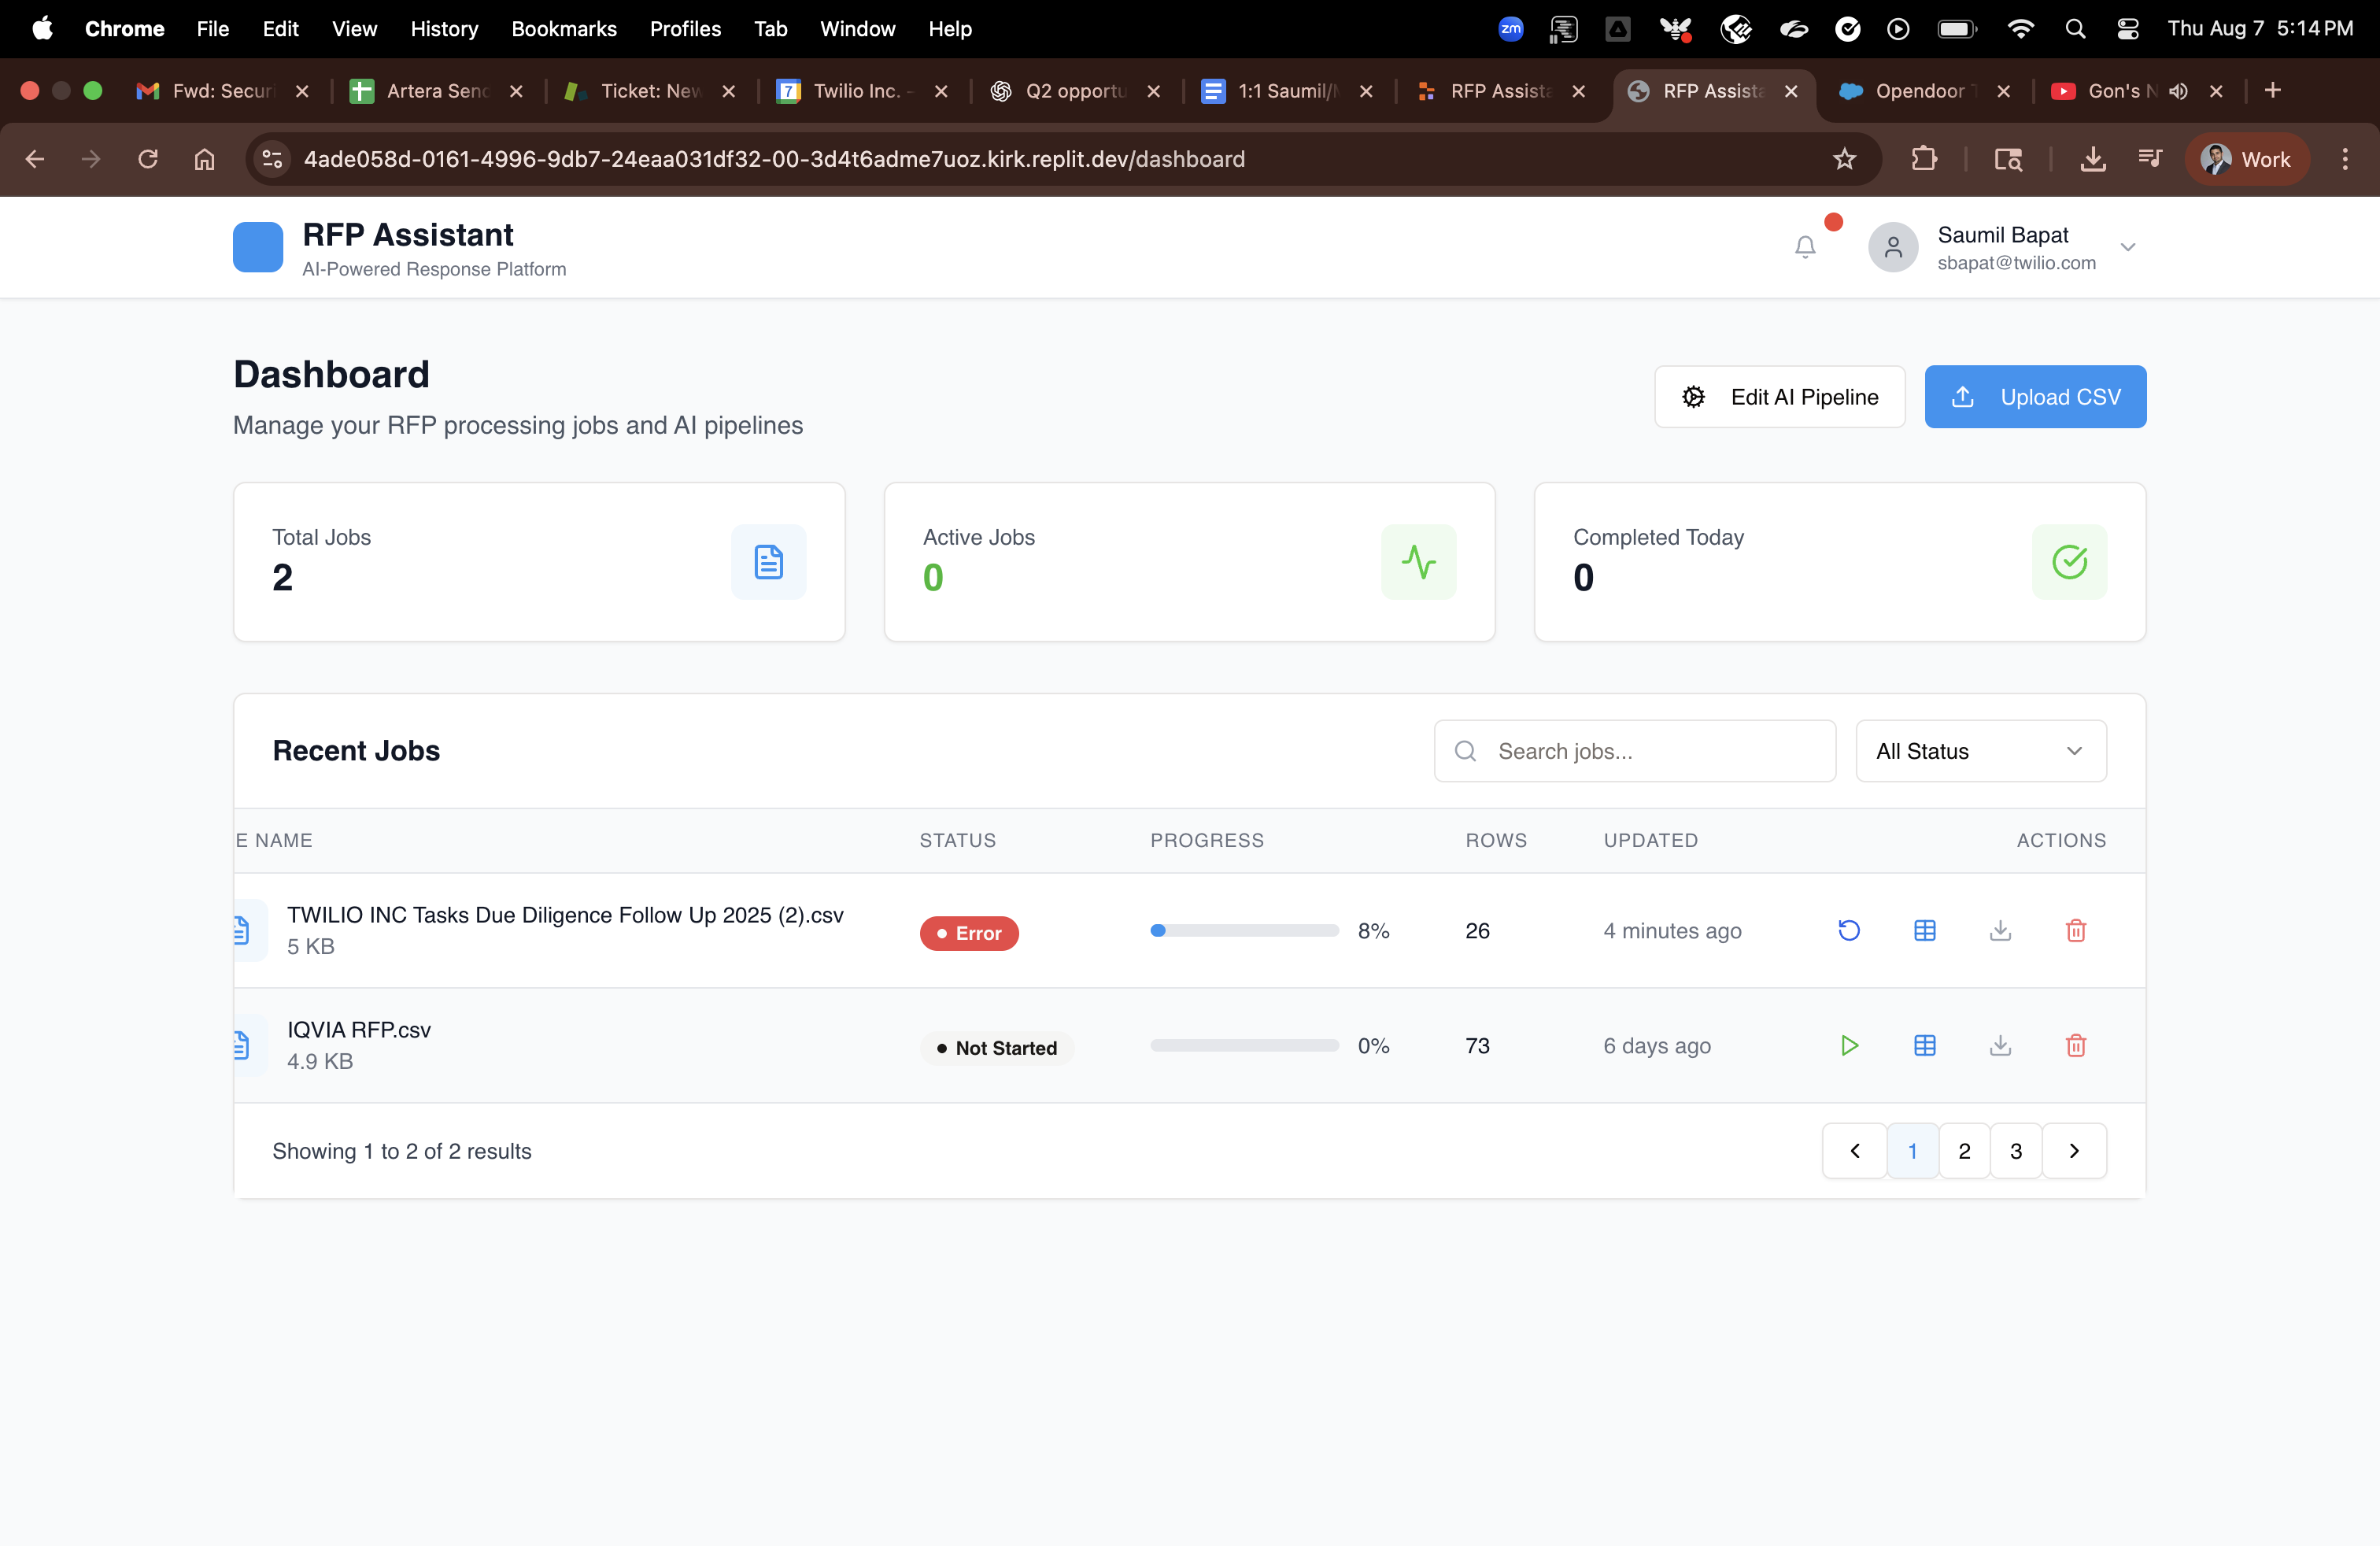 Chrome File Edit View History Bookmarks Profiles Tab Window Help zm Thu Aug 7 5:14 PM
Fwd: Securi Artera Send Ticket: New 7 Twilio Inc. - Q2 opportu 1:1 Saumil/M RFP Assista RFP Assista Opendoor T Gon's N
4ade058d-0161-4996-9db7-24eaa031df32-00-3d4t6adme7uoz.kirk.replit.dev/dashboard Work
RFP Assistant
AI-Powered Response Platform
Saumil Bapat
sbapat@twilio.com
Dashboard
Manage your RFP processing jobs and AI pipelines
Edit AI Pipeline
Upload CSV
Total Jobs
2
Active Jobs
0
Completed Today
0
Recent Jobs
Search jobs...
All Status
E NAME STATUS PROGRESS ROWS UPDATED ACTIONS
TWILIO INC Tasks Due Diligence Follow Up 2025 (2).csv
5 KB
Error 8% 26 4 minutes ago
IQVIA RFP.csv
4.9 KB
Not Started 0% 73 6 days ago
Showing 1 to 2 of 2 results
1 2 3